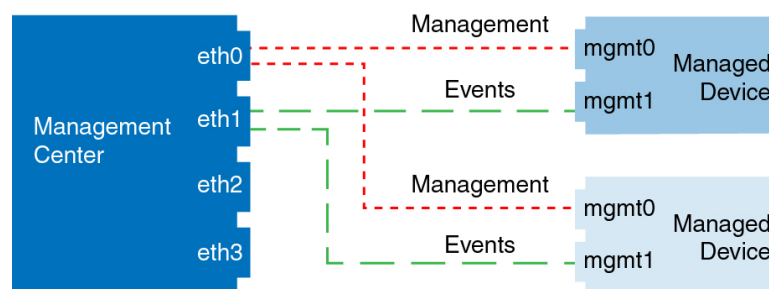 Management
eth0
mgmt0
Managed
Device
Events
eth1
mgmt1
Management
Center
eth2
Management
mgmt0
Managed
Device
eth3
Events
mgmt1